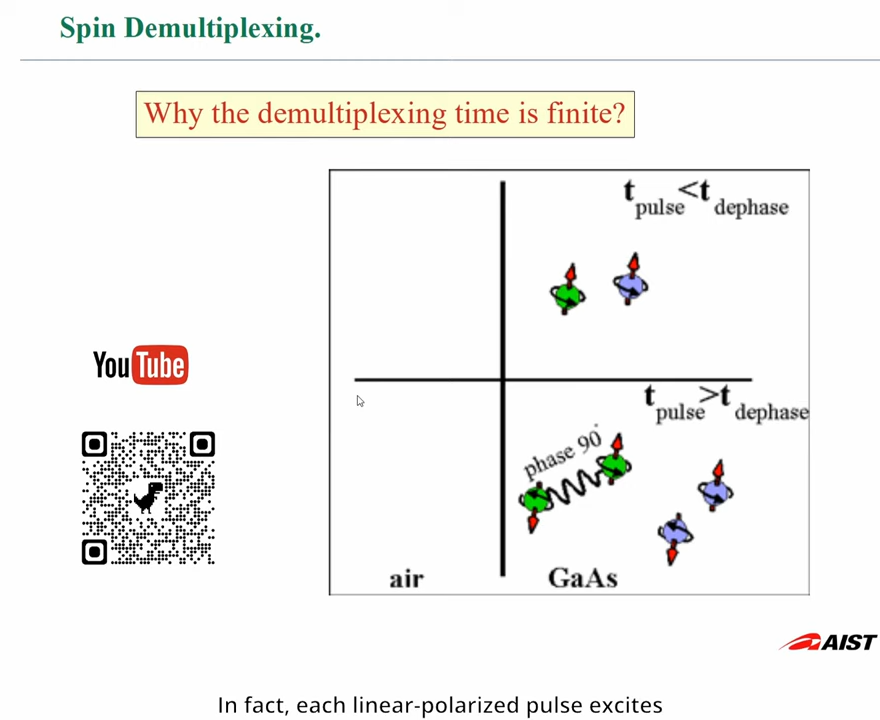 Spin Demultiplexing.
Why the demultiplexing time is finite?
t pulse < t dephase
YouTube
t pulse > t dephase
phase 90°
air
GaAs
AIST
In fact, each linear-polarized pulse excites